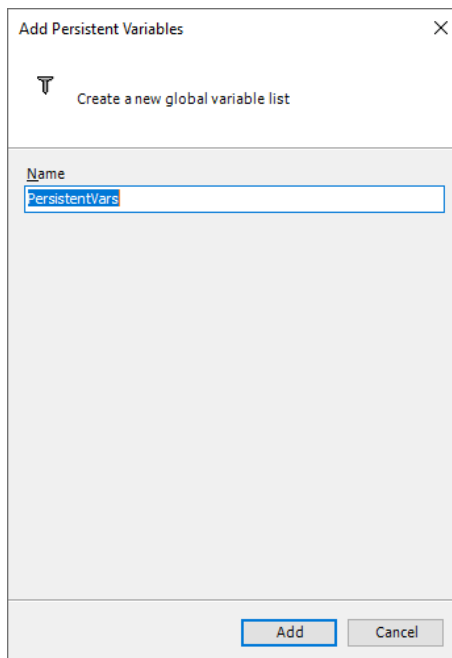 Add Persistent Variables
Create a new global variable list
Name
PersistentVars
Add
Cancel